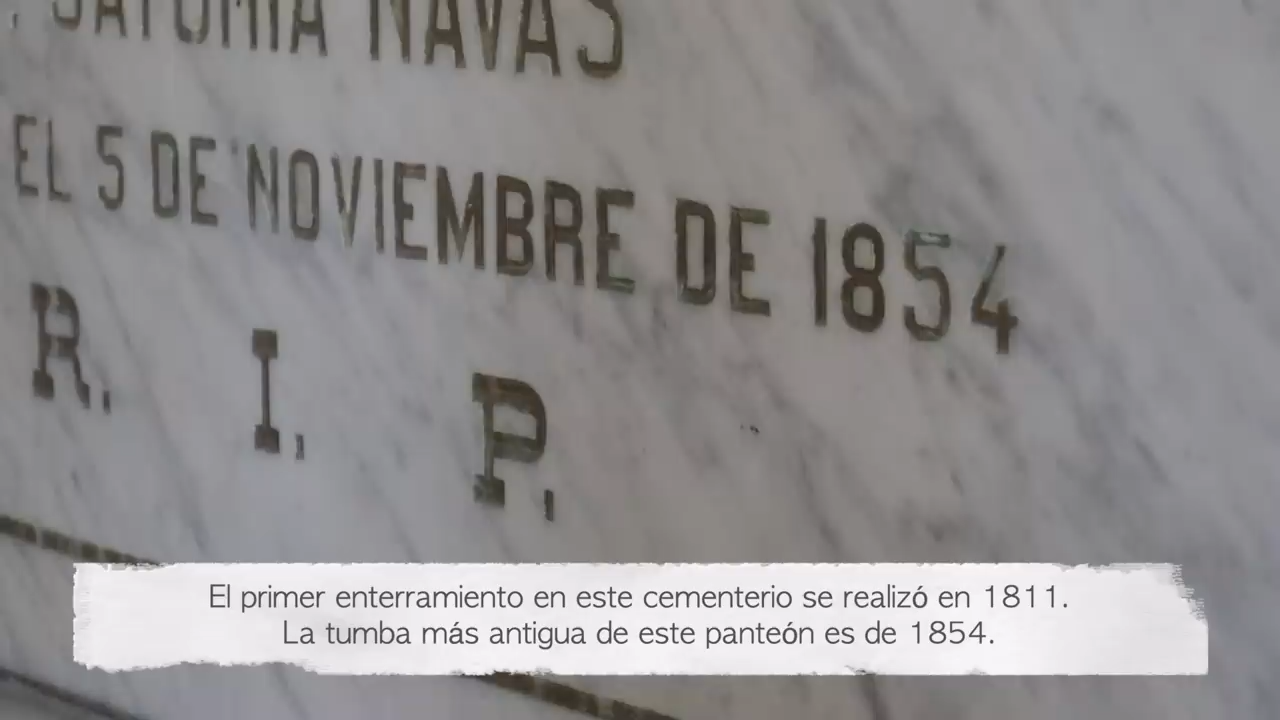 NAVAS
EL 5 DE NOVIEMBRE DE 1854
R. I. P.
El primer enterramiento en este cementerio se realizó en 1811.
La tumba más antigua de este panteón es de 1854.